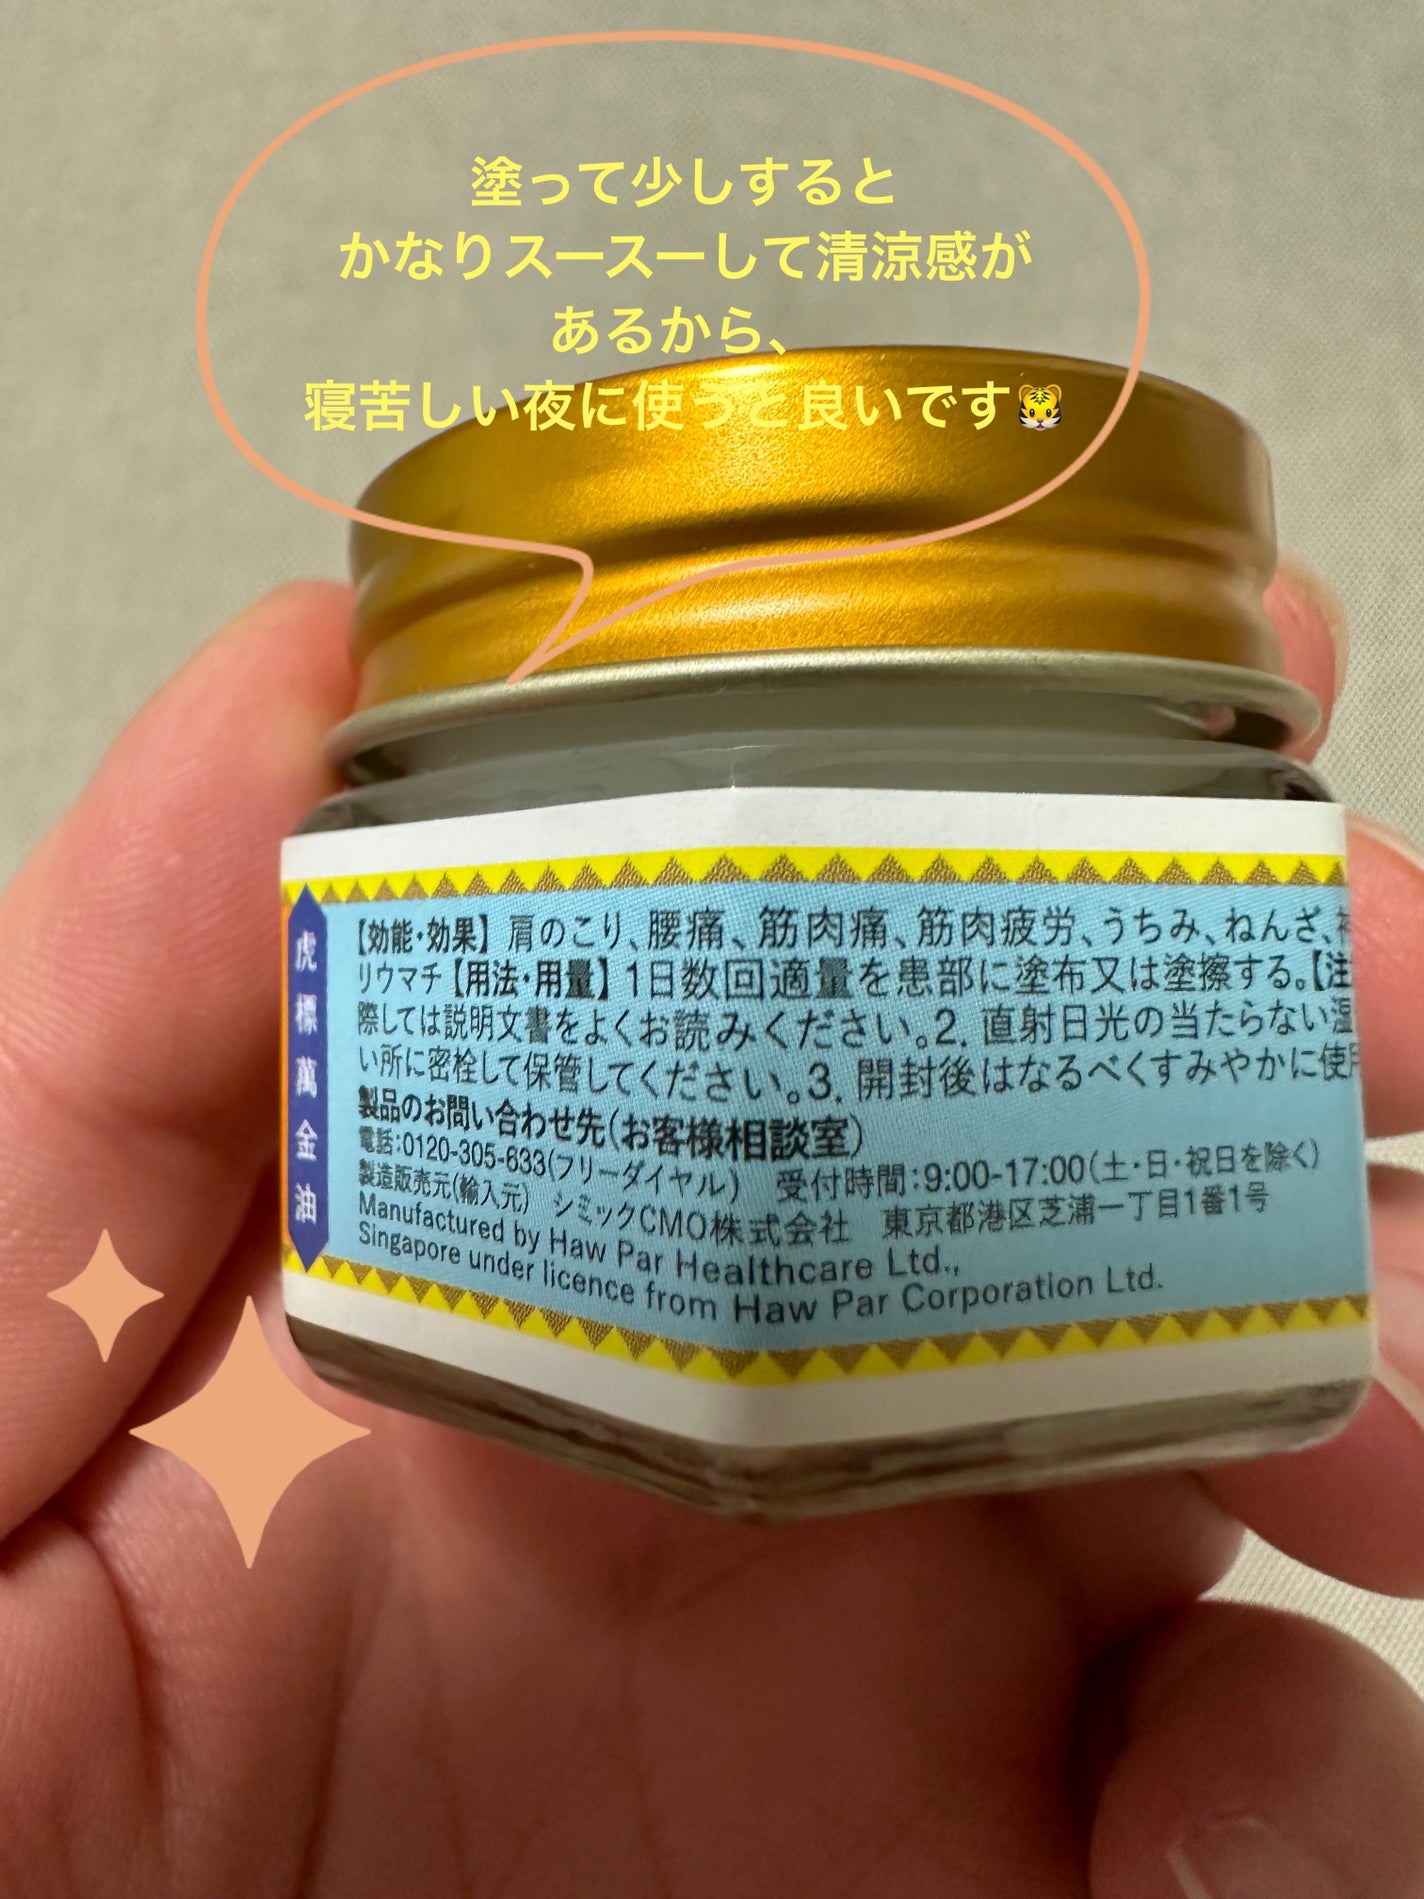 塗って少しすると
かなりスースーして清涼感が
あるから、
寝苦しい夜に使うと良いです🐯
虎標萬金油
【効能・効果】肩のこり、腰痛、筋肉痛、筋肉疲労、うちみ、ねんざ、
リウマチ【用法・用量】1日数回適量を患部に塗布又は塗擦する。【注
際しては説明文書をよくお読みください。2. 直射日光の当たらない湿
い所に密栓して保管してください。3. 開封後はなるべくすみやかに使用
製品のお問い合わせ先(お客様相談室)
電話:0120-305-633(フリーダイヤル) 受付時間:9:00-17:00(土・日・祝日を除く)
製造販売元(輸入元) シミックCMO株式会社 東京都港区芝浦一丁目1番1号
Manufactured by Haw Par Healthcare Ltd.,
Singapore under licence from Haw Par Corporation Ltd.